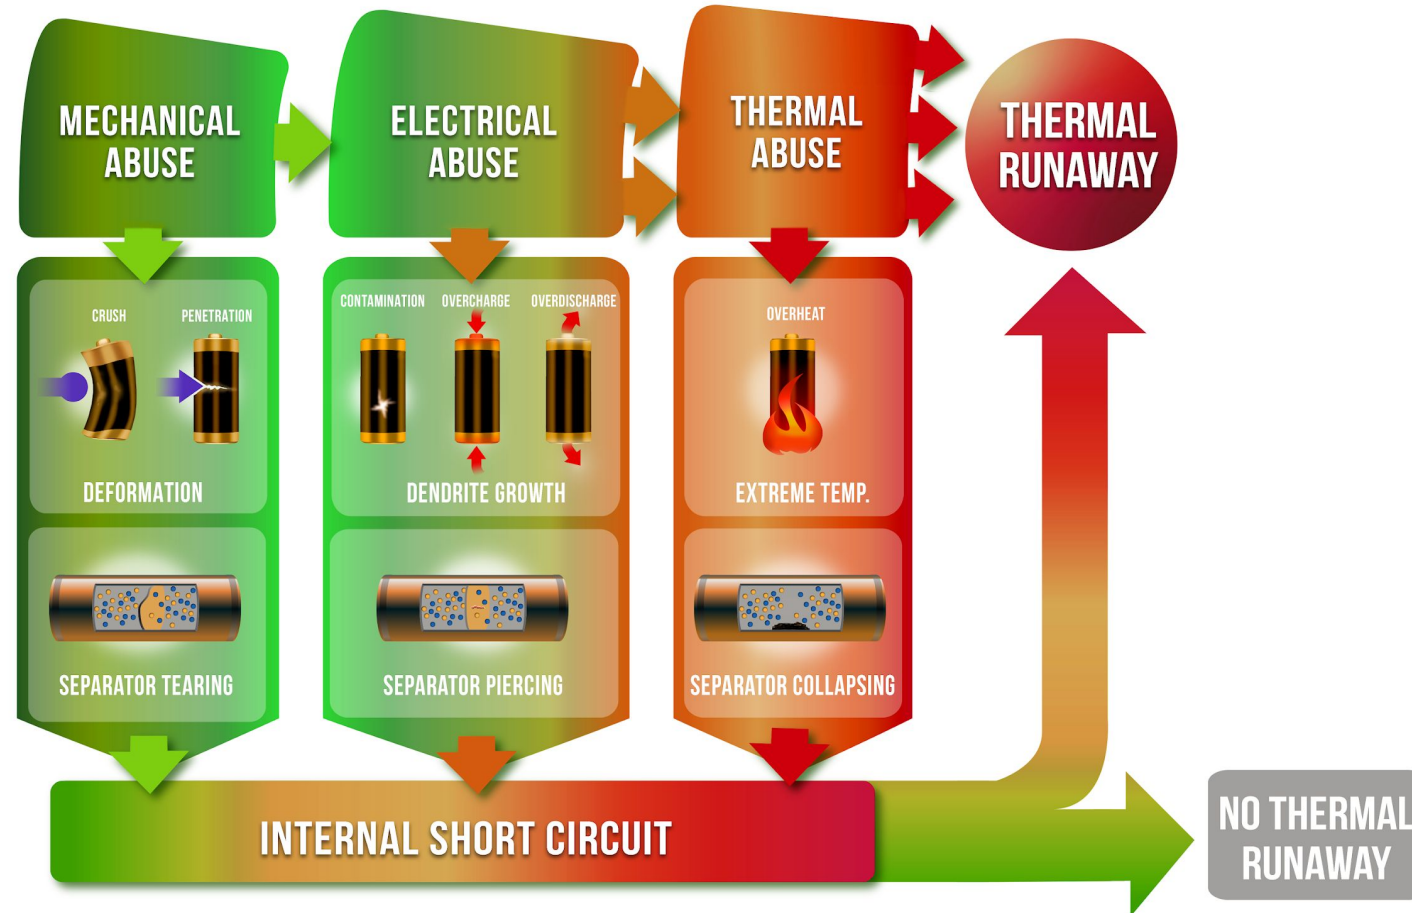 MECHANICAL
ABUSE
ELECTRICAL
ABUSE
THERMAL
ABUSE
THERMAL
RUNAWAY
CRUSH
PENETRATION
DEFORMATION
SEPARATOR TEARING
CONTAMINATION
OVERCHARGE
OVERDISCHARGE
DENDRITE GROWTH
SEPARATOR PIERCING
OVERHEAT
EXTREME TEMP.
SEPARATOR COLLAPSING
INTERNAL SHORT CIRCUIT
NO THERMAL
RUNAWAY